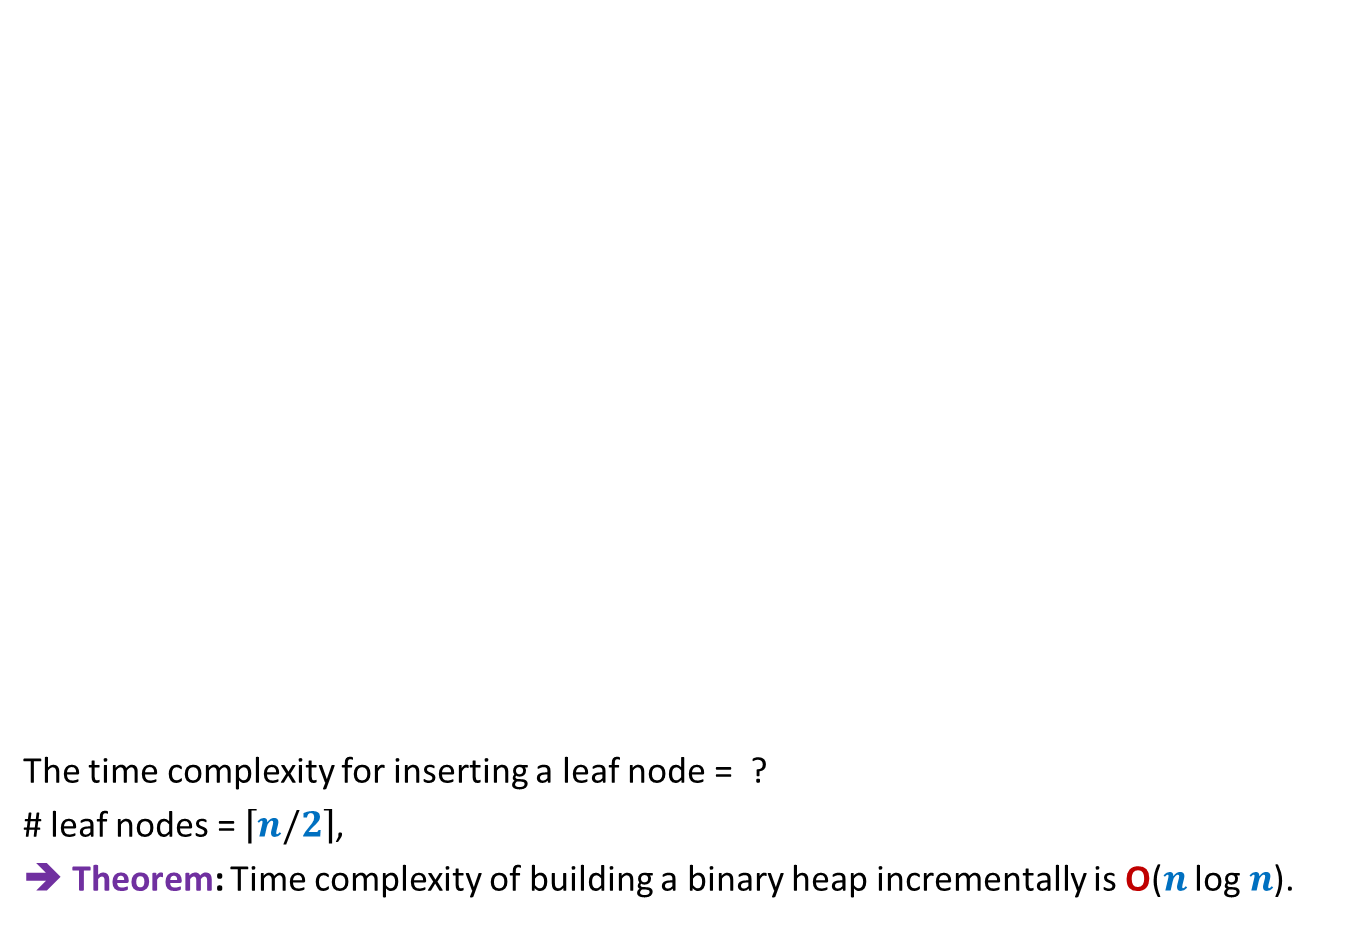 The time complexity for inserting a leaf node = ?
# leaf nodes = ⌈n/2⌉,
➔ Theorem: Time complexity of building a binary heap incrementally is O(n log n).